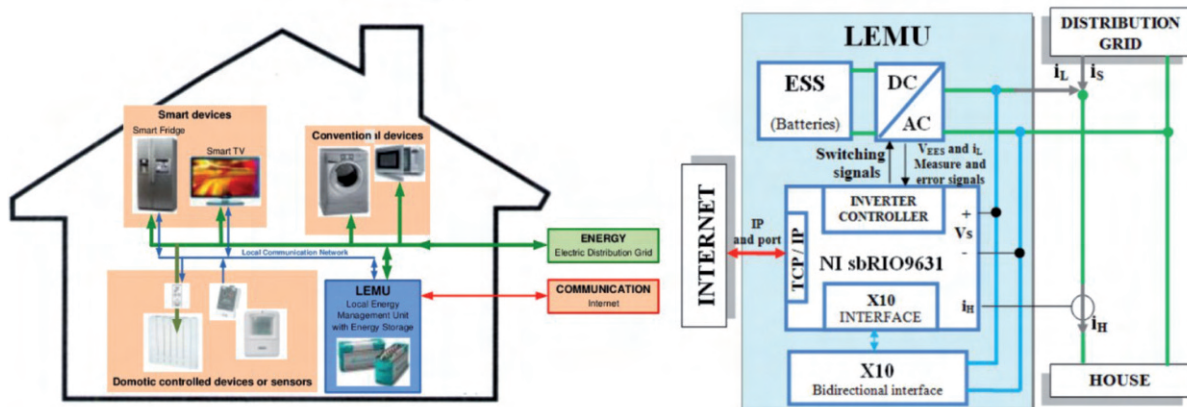 Smart devices
Smart Fridge
Smart TV
Conventional devices
ENERGY
Electric Distribution Grid
Local Communication Network
LEMU
Local Energy
Management Unit
with Energy Storage
COMMUNICATION
Internet
Domotic controlled devices or sensors
LEMU
DISTRIBUTION
GRID
ESS
(Batteries)
DC
AC
iL
iS
Switching
signals
VEES and iL
Measure and
error signals
INTERNET
IP
and port
TCP / IP
INVERTER
CONTROLLER
+
Vs
-
NI sbRIO9631
X10
INTERFACE
iH
iH
X10
Bidirectional interface
HOUSE